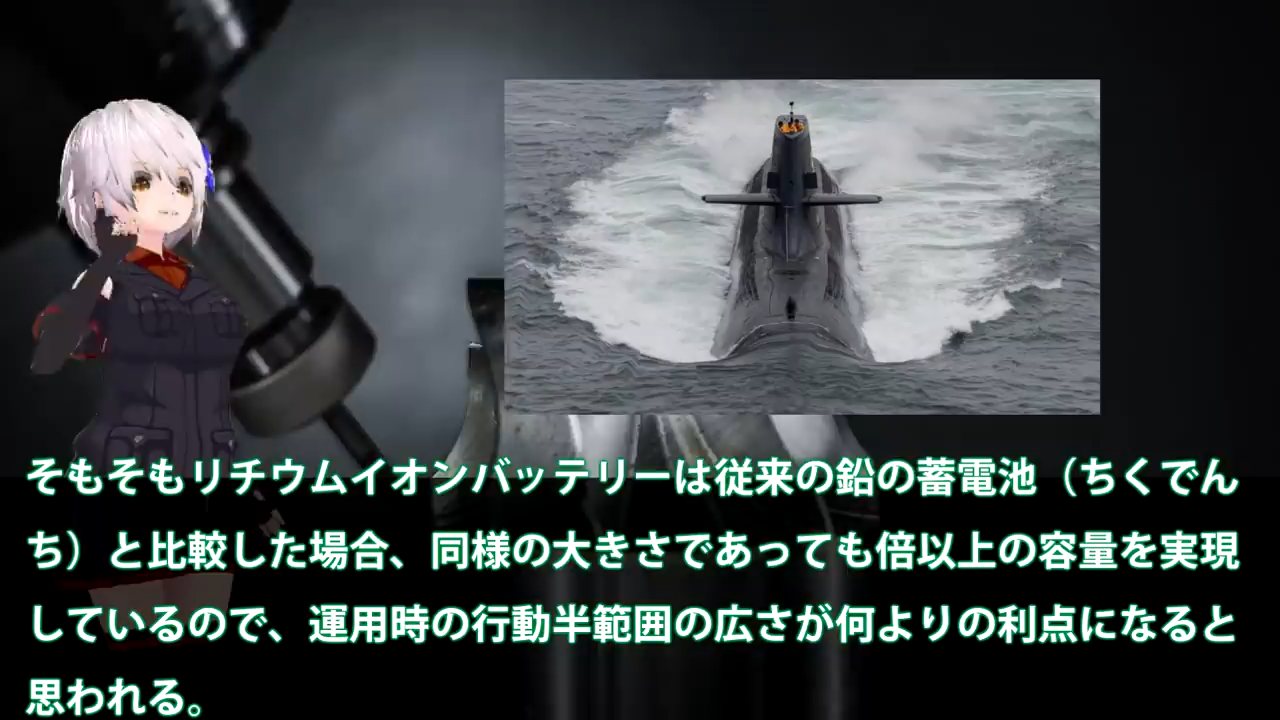 そもそもリチウムイオンバッテリーは従来の鉛の蓄電池（ちくでん
ち）と比較した場合、同様の大きさであっても倍以上の容量を実現
しているので、運用時の行動半範囲の広さが何よりの利点になると
思われる。